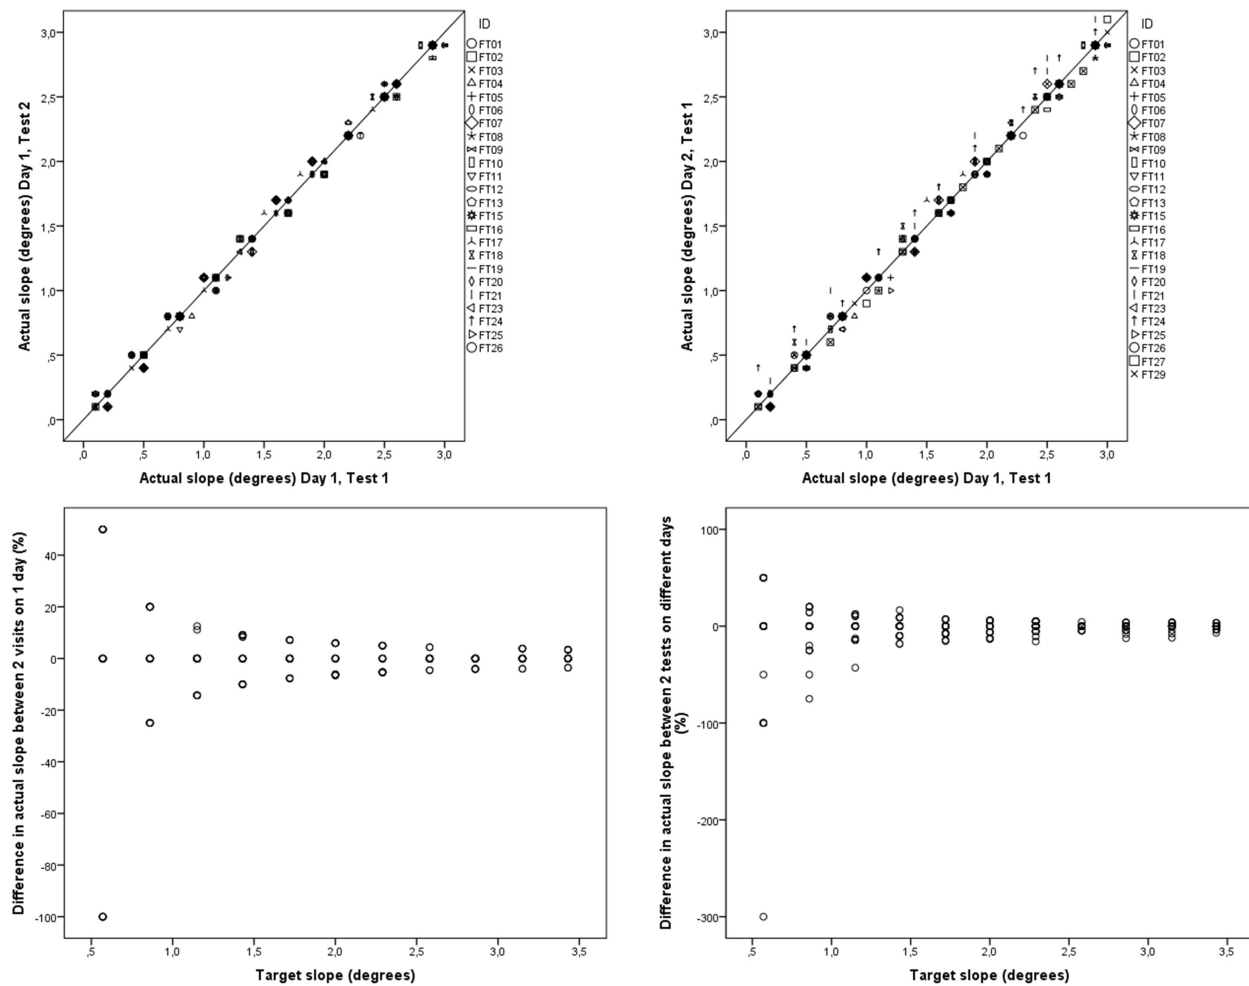 Actual slope (degrees) Day 1, Test 2
3,0
2,5
2,0
1,5
1,0
,5
,0
,0 ,5 1,0 1,5 2,0 2,5 3,0
Actual slope (degrees) Day 1, Test 1
ID
FT01
FT02
FT03
FT04
FT05
FT06
FT07
FT08
FT09
FT10
FT11
FT12
FT13
FT15
FT16
FT17
FT18
FT19
FT20
FT21
FT23
FT24
FT25
FT26
Actual slope (degrees) Day 2, Test 1
3,0
2,5
2,0
1,5
1,0
,5
,0
,0 ,5 1,0 1,5 2,0 2,5 3,0
Actual slope (degrees) Day 1, Test 1
ID
FT01
FT02
FT03
FT04
FT05
FT06
FT07
FT08
FT09
FT10
FT11
FT12
FT13
FT15
FT16
FT17
FT18
FT19
FT20
FT21
FT23
FT24
FT25
FT26
FT27
FT29
Difference in actual slope between 2 visits on 1 day (%)
40
20
0
-20
-40
-60
-80
-100
,5 1,0 1,5 2,0 2,5 3,0 3,5
Target slope (degrees)
Difference in actual slope between 2 tests on different days
(%)
100
0
-100
-200
-300
,5 1,0 1,5 2,0 2,5 3,0 3,5
Target slope (degrees)